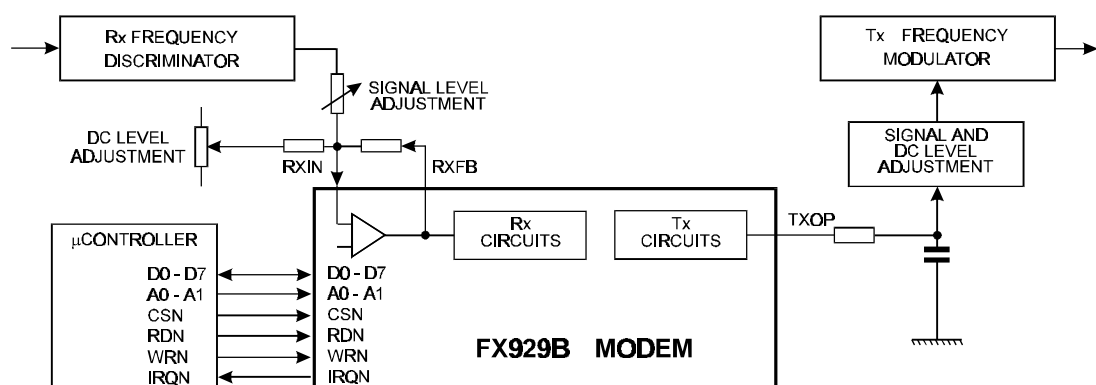 Rx FREQUENCY
DISCRIMINATOR
Tx FREQUENCY
MODULATOR
SIGNAL LEVEL
ADJUSTMENT
DC LEVEL
ADJUSTMENT
RXIN
RXFB
SIGNAL AND
DC LEVEL
ADJUSTMENT
TXOP
Rx
CIRCUITS
Tx
CIRCUITS
µCONTROLLER
D0 - D7
A0 - A1
CSN
RDN
WRN
IRQN
D0 - D7
A0 - A1
CSN
RDN
WRN
IRQN
FX929B MODEM